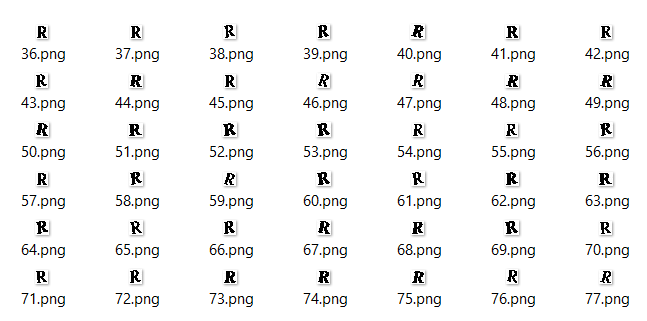 R R R R R R R
36.png 37.png 38.png 39.png 40.png 41.png 42.png
R R R R R R R
43.png 44.png 45.png 46.png 47.png 48.png 49.png
R R R R R R R
50.png 51.png 52.png 53.png 54.png 55.png 56.png
R R R R R R R
57.png 58.png 59.png 60.png 61.png 62.png 63.png
R R R R R R R
64.png 65.png 66.png 67.png 68.png 69.png 70.png
R R R R R R R
71.png 72.png 73.png 74.png 75.png 76.png 77.png